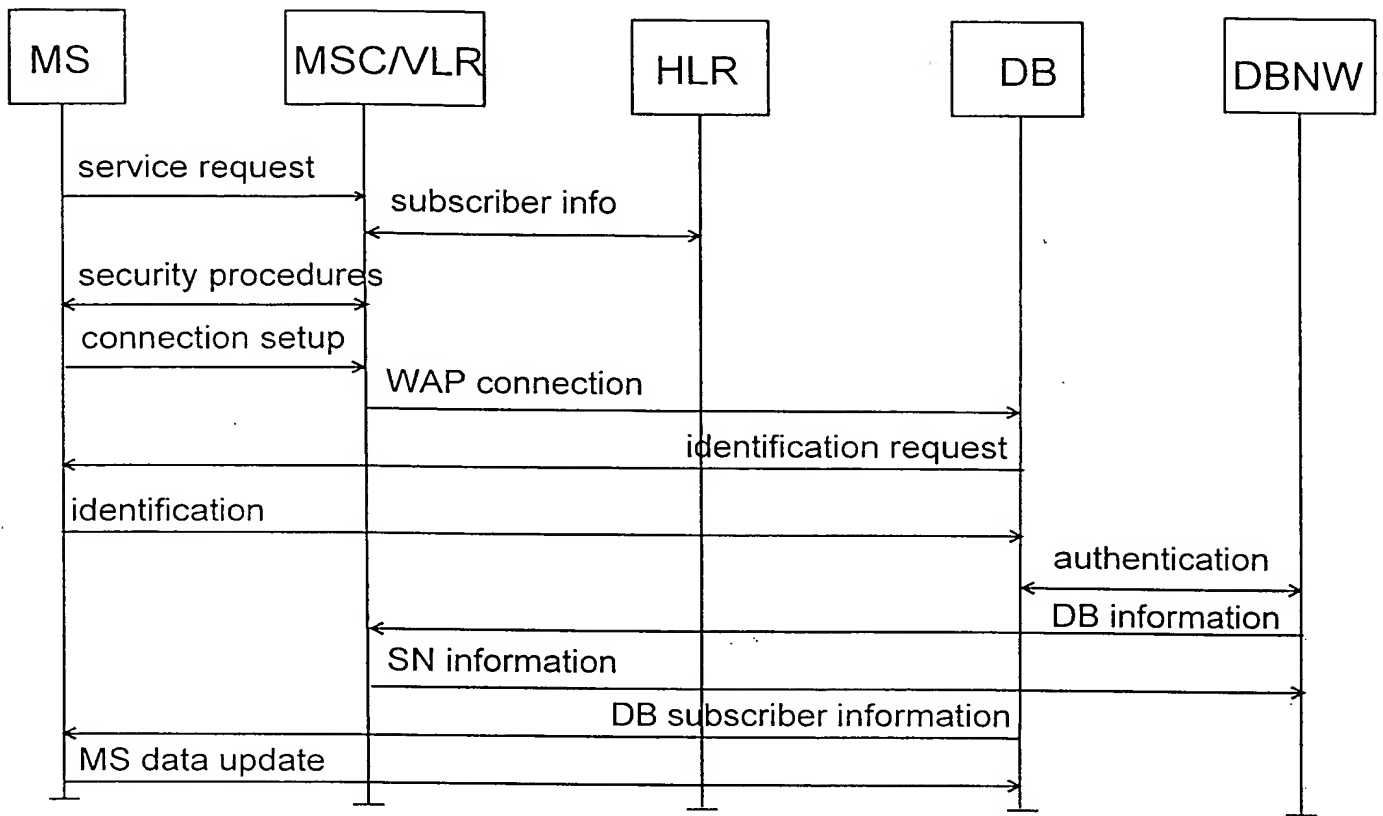 MS
MSC/VLR
HLR
DB
DBNW
service request
subscriber info
security procedures
connection setup
WAP connection
identification request
identification
authentication
DB information
SN information
DB subscriber information
MS data update